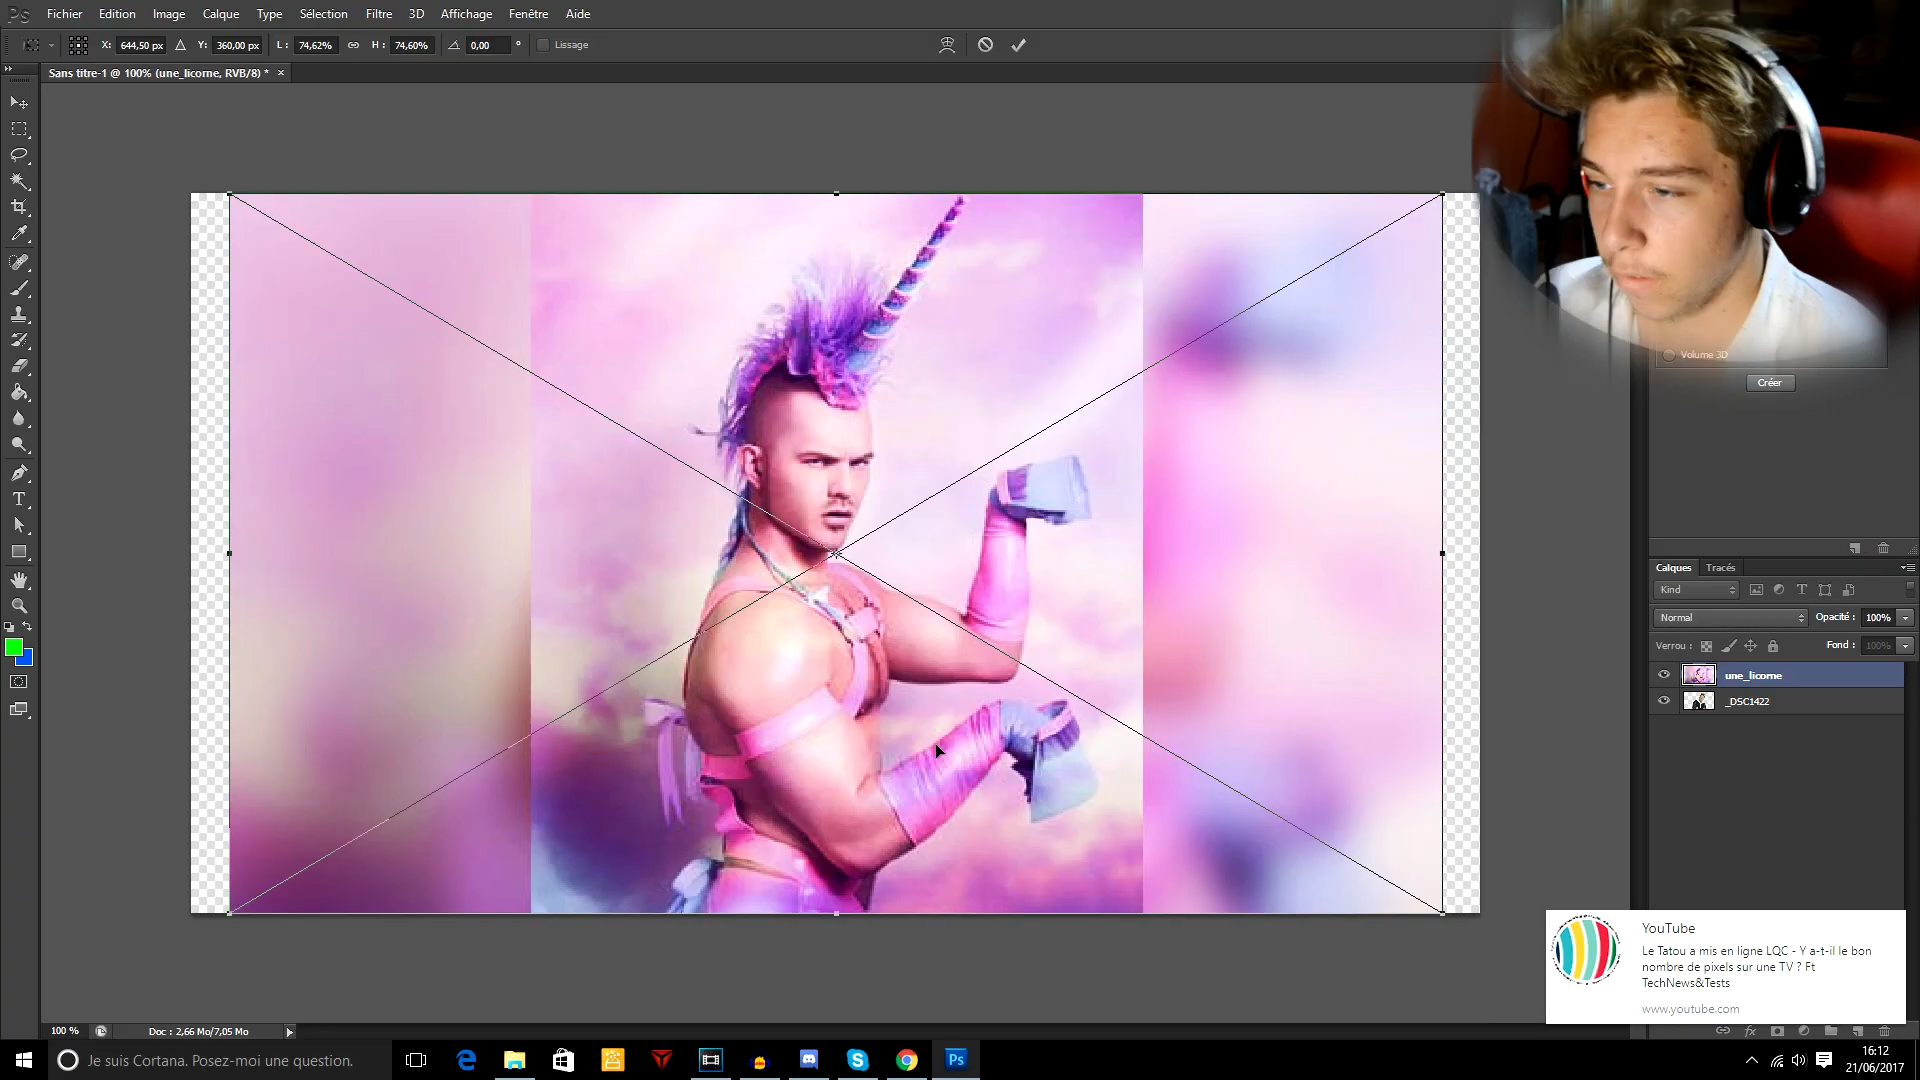 Ps Fichier Edition Image Calque Type Sélection Filtre 3D Affichage Fenêtre Aide
X: 644,50 px Y: 360,00 px L: 74,62% H: 74,60% 0,00 ° Lissage
Sans titre-1 @ 100% (une_licorne, RVB/8) * ×
Volume 3D
Créer
Calques Tracés
Kind
Normal Opacité : 100%
Verrou : Fond : 100%
une_licorne
_DSC1422
YouTube
Le Tatou a mis en ligne LQC - Y a-t-il le bon
nombre de pixels sur une TV ? Ft
TechNews&Tests
www.youtube.com
100 % Doc : 2,66 Mo/7,05 Mo
fx
Je suis Cortana. Posez-moi une question.
Ps
16:12
21/06/2017